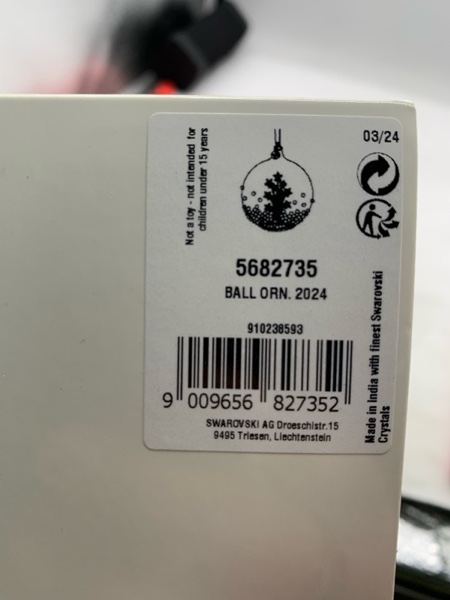 Not a toy - not intended for
children under 15 years
03/24
5682735
BALL ORN. 2024
910238593
9 009656 827352
SWAROVSKI AG Droeschistr.15
9495 Triesen, Liechtenstein
Made in India with finest Swarovski
Crystals